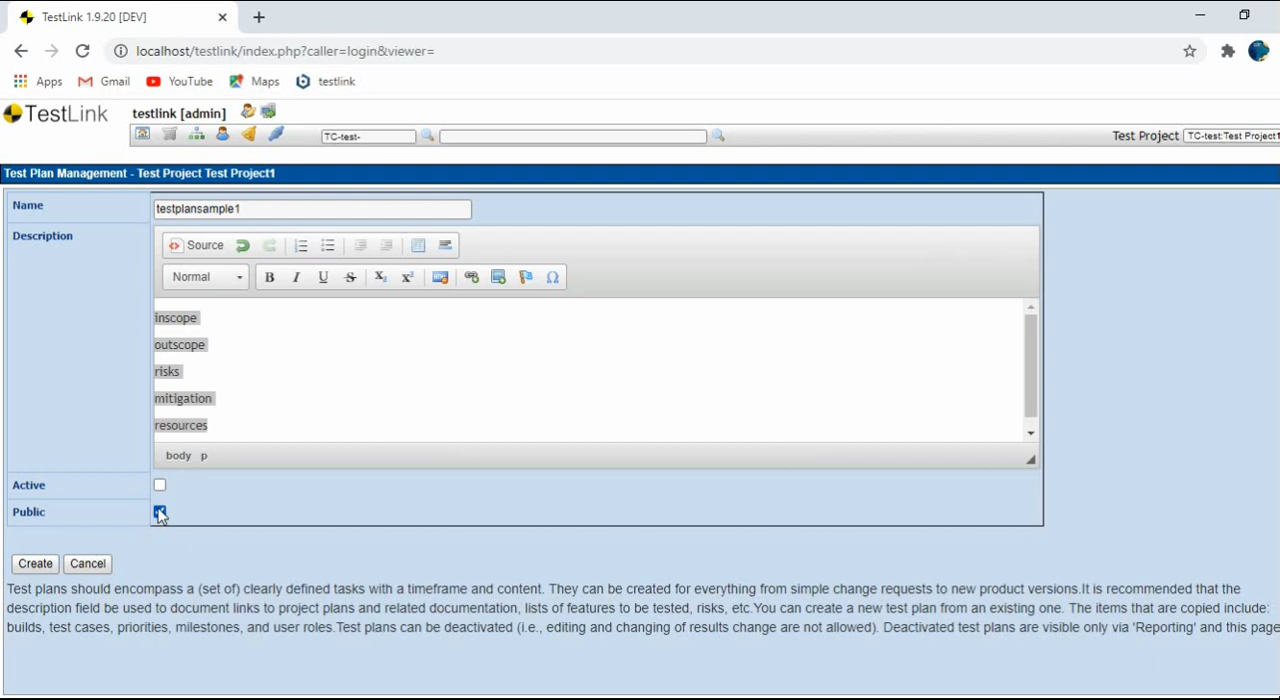 TestLink 1.9.20 [DEV]
localhost/testlink/index.php?caller=login&viewer=
Apps Gmail YouTube Maps testlink
TestLink testlink [admin]
TC-test- Test Project TC-test:Test Project1
Test Plan Management - Test Project Test Project1
Name testplansample1
Description
Source
Normal B I U S X₂ x² Ω
inscope
outscope
risks
mitigation
resources
body p
Active
Public
Create Cancel
Test plans should encompass a (set of) clearly defined tasks with a timeframe and content. They can be created for everything from simple change requests to new product versions.It is recommended that the
description field be used to document links to project plans and related documentation, lists of features to be tested, risks, etc.You can create a new test plan from an existing one. The items that are copied include:
builds, test cases, priorities, milestones, and user roles.Test plans can be deactivated (i.e., editing and changing of results change are not allowed). Deactivated test plans are visible only via 'Reporting' and this page